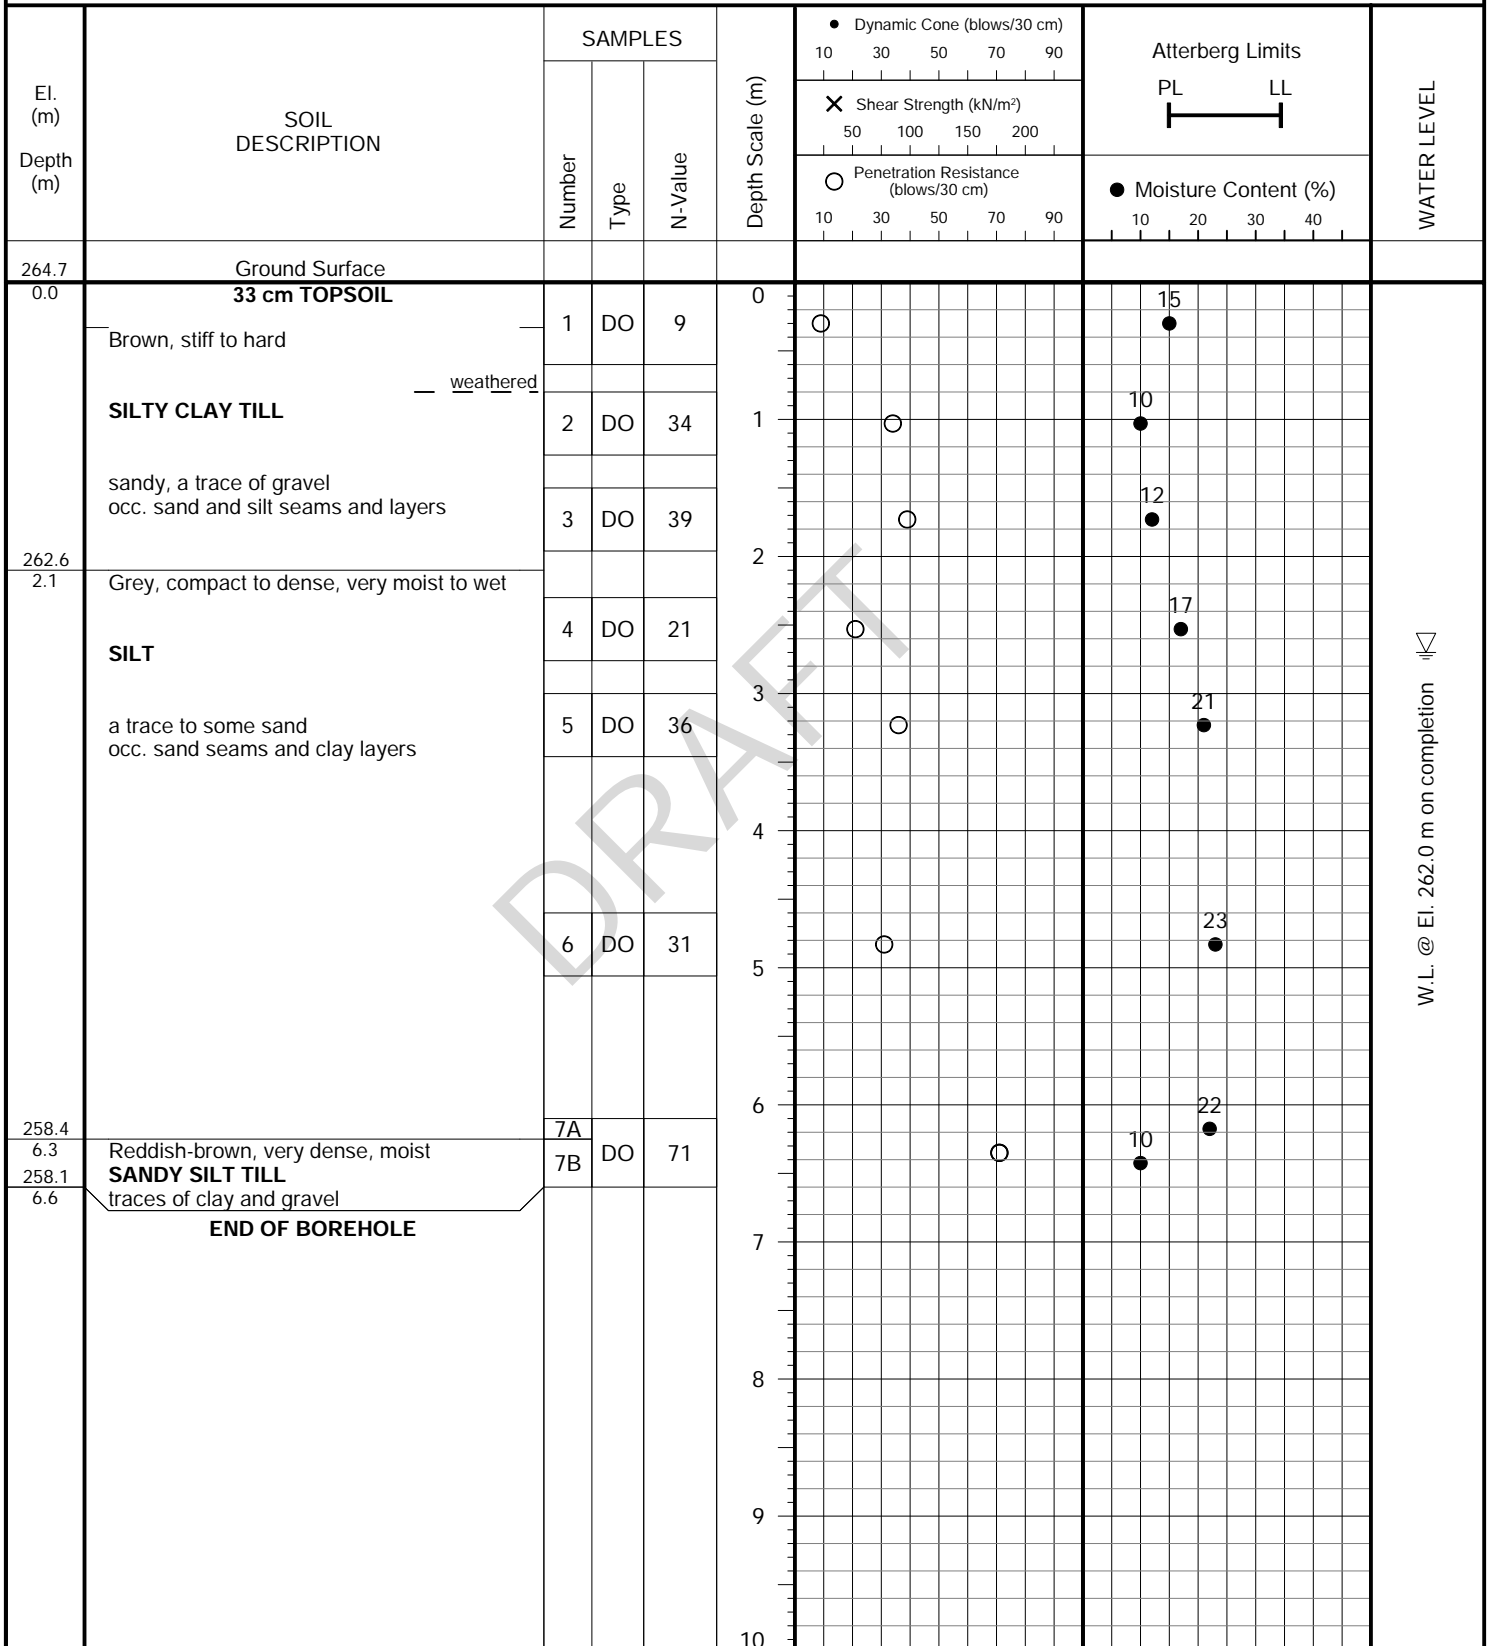 El.
(m)
Depth
(m)
SOIL
DESCRIPTION
SAMPLES
Number
Type
N-Value
Depth Scale (m)
● Dynamic Cone (blows/30 cm)
10 30 50 70 90
✕ Shear Strength (kN/m²)
50 100 150 200
○ Penetration Resistance
(blows/30 cm)
10 30 50 70 90
Atterberg Limits
PL LL
● Moisture Content (%)
10 20 30 40
WATER LEVEL
264.7 Ground Surface
0.0 33 cm TOPSOIL 0
15
1 DO 9
Brown, stiff to hard
weathered
10
SILTY CLAY TILL
2 DO 34 1
sandy, a trace of gravel
occ. sand and silt seams and layers
12
3 DO 39
262.6 2
2.1 Grey, compact to dense, very moist to wet
17
4 DO 21
SILT
3
21
a trace to some sand
5 DO 36
occ. sand seams and clay layers
4
23
6 DO 31
5
W.L. @ El. 262.0 m on completion
DRAFT
6
22
258.4 7A
10
6.3 Reddish-brown, very dense, moist
7B DO 71
258.1 SANDY SILT TILL
6.6 traces of clay and gravel
END OF BOREHOLE
7
8
9
10